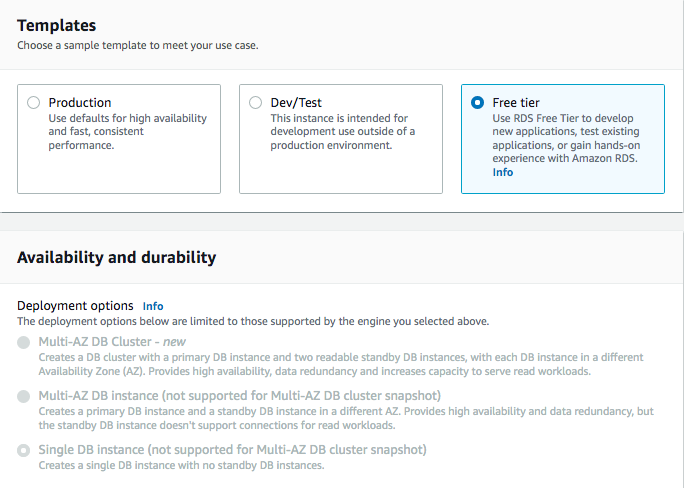 Templates
Choose a sample template to meet your use case.
Production
Use defaults for high availability
and fast, consistent
performance.
Dev/Test
This instance is intended for
development use outside of a
production environment.
Free tier
Use RDS Free Tier to develop
new applications, test existing
applications, or gain hands-on
experience with Amazon RDS.
Info
Availability and durability
Deployment options Info
The deployment options below are limited to those supported by the engine you selected above.
Multi-AZ DB Cluster - new
Creates a DB cluster with a primary DB instance and two readable standby DB instances, with each DB instance in a different
Availability Zone (AZ). Provides high availability, data redundancy and increases capacity to serve read workloads.
Multi-AZ DB instance (not supported for Multi-AZ DB cluster snapshot)
Creates a primary DB instance and a standby DB instance in a different AZ. Provides high availability and data redundancy, but
the standby DB instance doesn't support connections for read workloads.
Single DB instance (not supported for Multi-AZ DB cluster snapshot)
Creates a single DB instance with no standby DB instances.